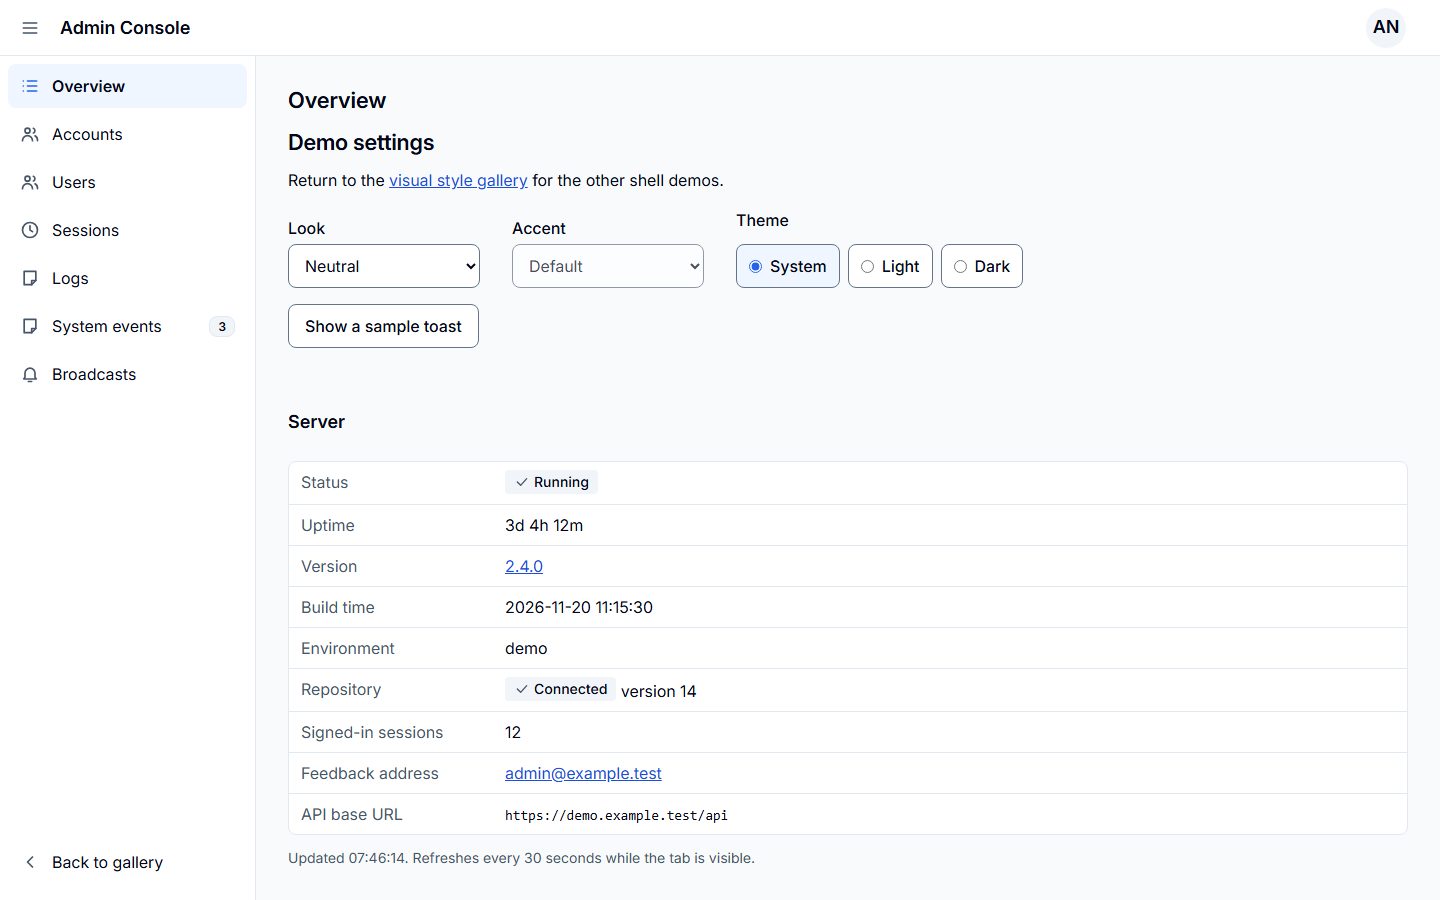 Admin Console
AN
Overview
Accounts
Users
Sessions
Logs
System events 3
Broadcasts
Back to gallery
Overview
Demo settings
Return to the visual style gallery for the other shell demos.
Look
Neutral
Accent
Default
Theme
System
Light
Dark
Show a sample toast
Server
Status Running
Uptime 3d 4h 12m
Version 2.4.0
Build time 2026-11-20 11:15:30
Environment demo
Repository Connected version 14
Signed-in sessions 12
Feedback address admin@example.test
API base URL https://demo.example.test/api
Updated 07:46:14. Refreshes every 30 seconds while the tab is visible.